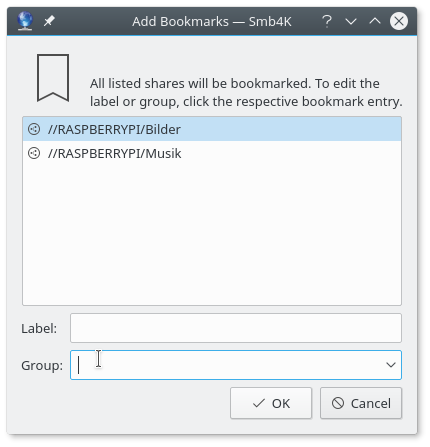 Add Bookmarks — Smb4K
All listed shares will be bookmarked. To edit the
label or group, click the respective bookmark entry.
//RASPBERRYPI/Bilder
//RASPBERRYPI/Musik
Label:
Group:
OK
Cancel